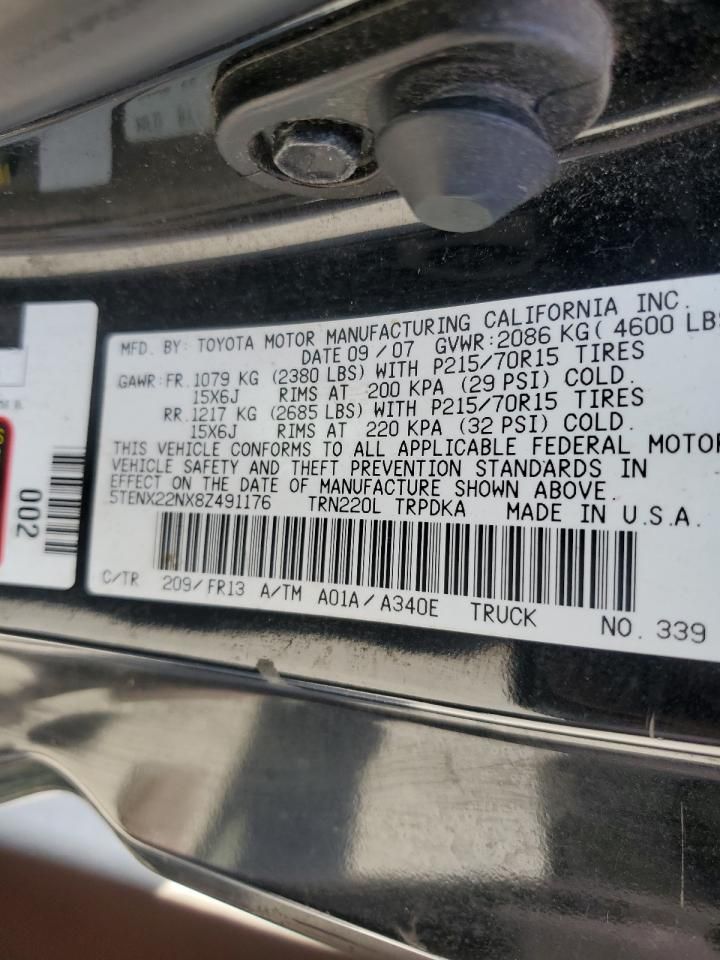 MFD. BY: TOYOTA MOTOR MANUFACTURING CALIFORNIA INC.
DATE 09/07 GVWR: 2086 KG( 4600 LBS
GAWR: FR. 1079 KG (2380 LBS) WITH P215/70R15 TIRES
15X6J RIMS AT 200 KPA (29 PSI) COLD.
RR. 1217 KG (2685 LBS) WITH P215/70R15 TIRES
15X6J RIMS AT 220 KPA (32 PSI) COLD.
THIS VEHICLE CONFORMS TO ALL APPLICABLE FEDERAL MOTOR
VEHICLE SAFETY AND THEFT PREVENTION STANDARDS IN
EFFECT ON THE DATE OF MANUFACTURE SHOWN ABOVE.
5TENX22NX8Z491176 TRN220L TRPDKA MADE IN U.S.A.
C/TR 209/FR13 A/TM A01A/A340E TRUCK NO. 339
002